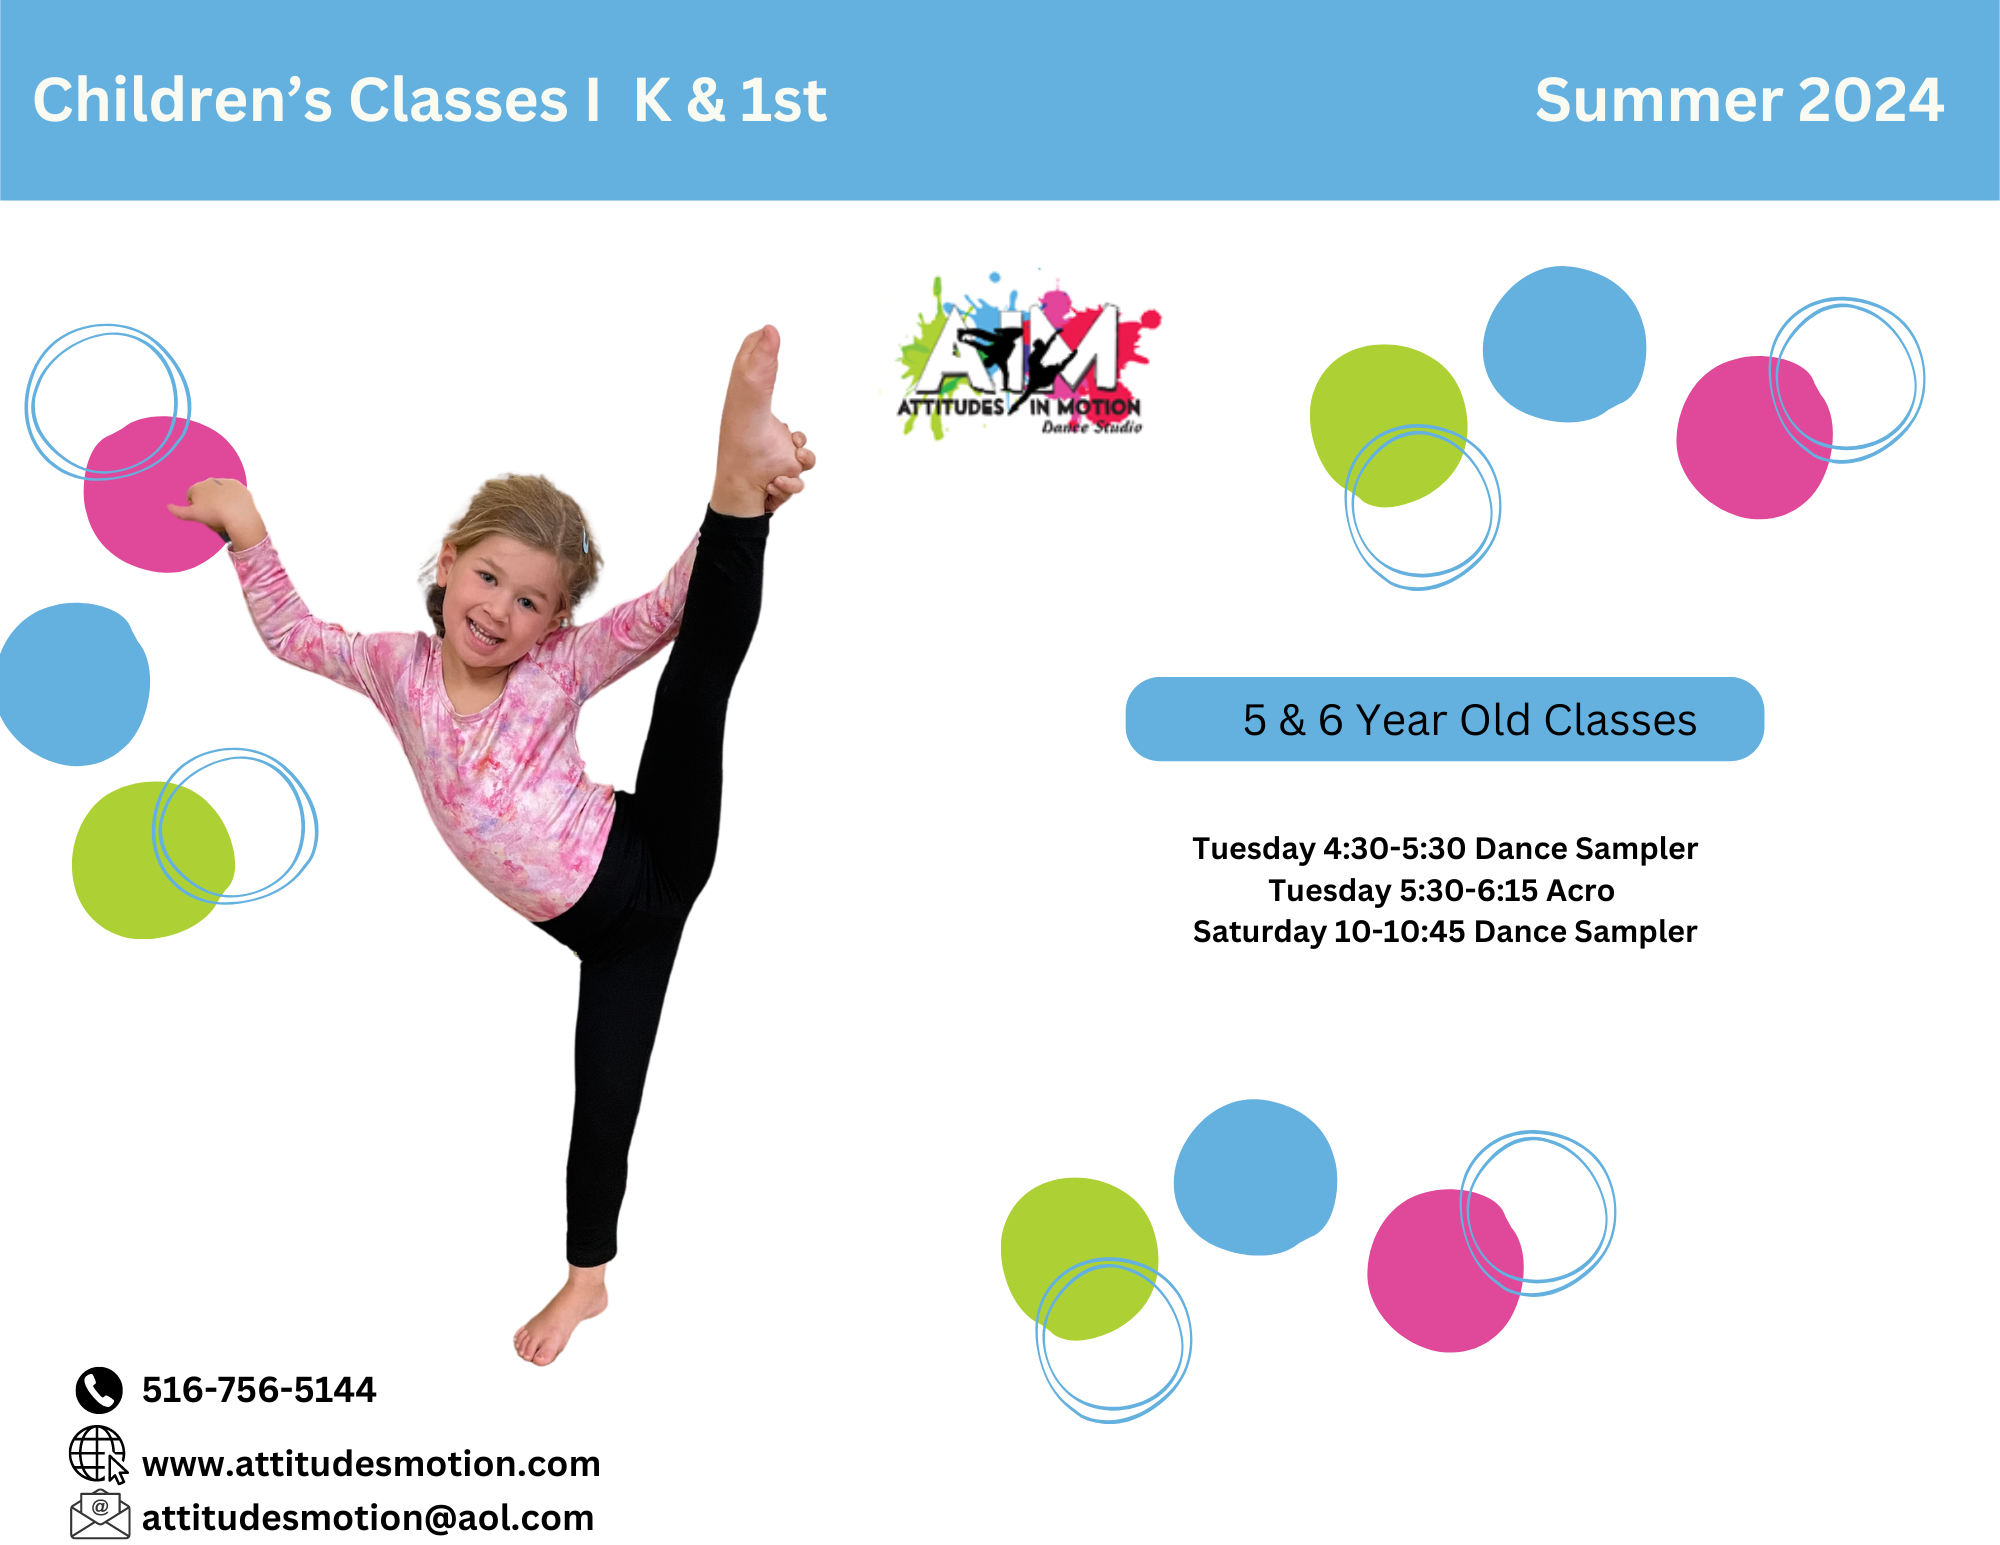 Children’s Classes I  K & 1st
Summer 2024
AIM
ATTITUDES IN MOTION
Dance Studio
5 & 6 Year Old Classes
Tuesday 4:30-5:30 Dance Sampler
Tuesday 5:30-6:15 Acro
Saturday 10-10:45 Dance Sampler
516-756-5144
www.attitudesmotion.com
@
attitudesmotion@aol.com